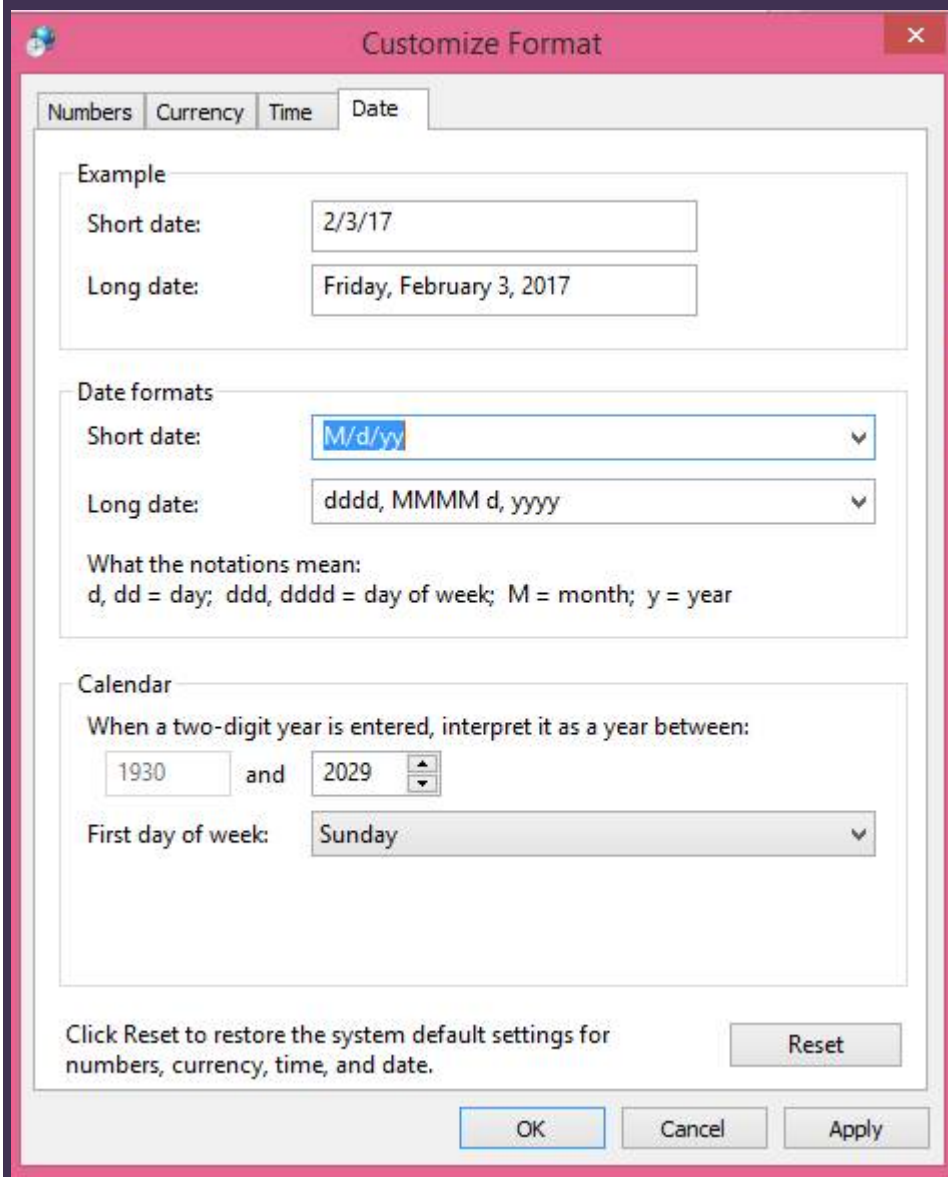 Customize Format
Numbers Currency Time Date
Example
Short date: 2/3/17
Long date: Friday, February 3, 2017
Date formats
Short date: M/d/yy
Long date: dddd, MMMM d, yyyy
What the notations mean:
d, dd = day; ddd, dddd = day of week; M = month; y = year
Calendar
When a two-digit year is entered, interpret it as a year between:
1930 and 2029
First day of week: Sunday
Click Reset to restore the system default settings for
numbers, currency, time, and date.
Reset
OK Cancel Apply